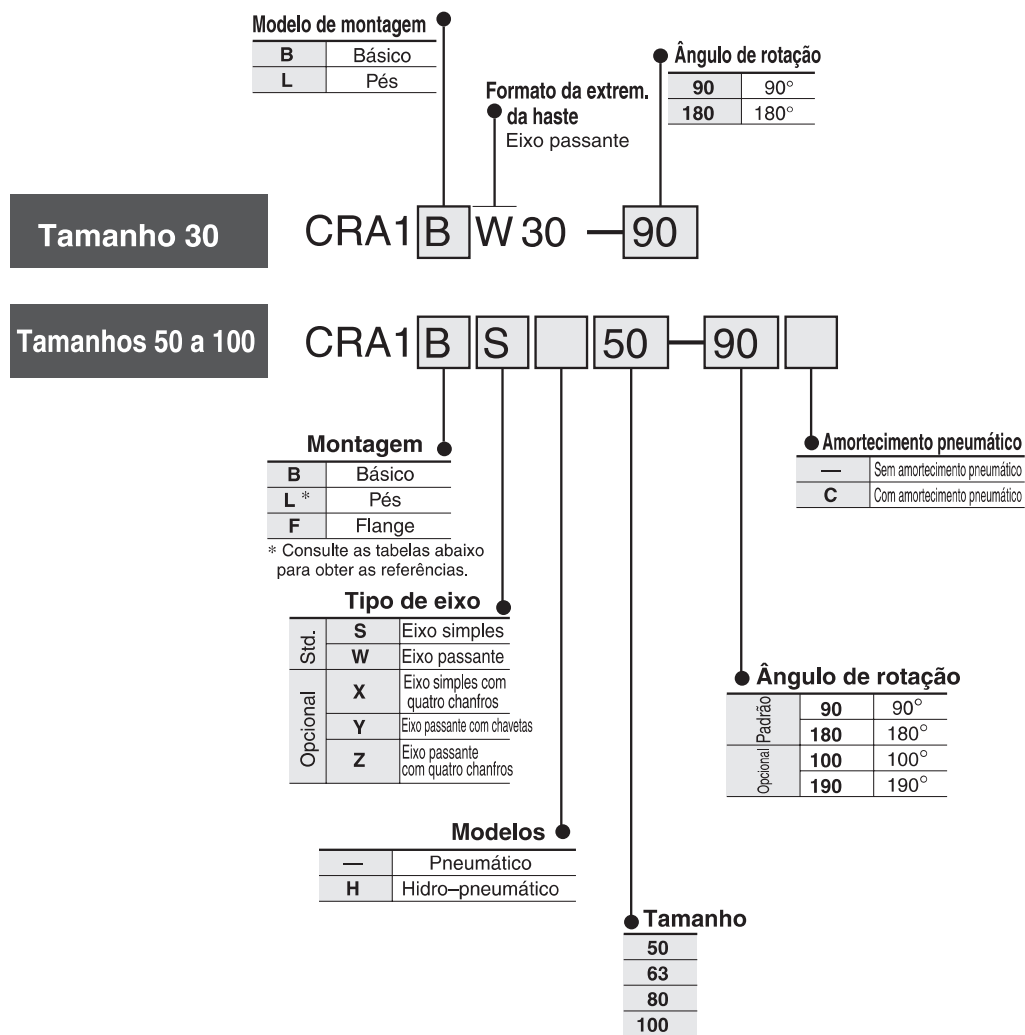 Modelo de montagem
B Básico
L Pés
Formato da extrem.
da haste
Eixo passante
Ângulo de rotação
90 90°
180 180°
Tamanho 30
CRA1 B W 30 — 90
Tamanhos 50 a 100
CRA1 B S 50 — 90
Montagem
B Básico
L * Pés
F Flange
* Consulte as tabelas abaixo
para obter as referências.
Tipo de eixo
Std.
S Eixo simples
W Eixo passante
Opcional
X Eixo simples com
quatro chanfros
Y Eixo passante com chavetas
Z Eixo passante
com quatro chanfros
Modelos
— Pneumático
H Hidro–pneumático
Tamanho
50
63
80
100
Ângulo de rotação
Padrão
90 90°
180 180°
Opcional
100 100°
190 190°
Amortecimento pneumático
— Sem amortecimento pneumático
C Com amortecimento pneumático